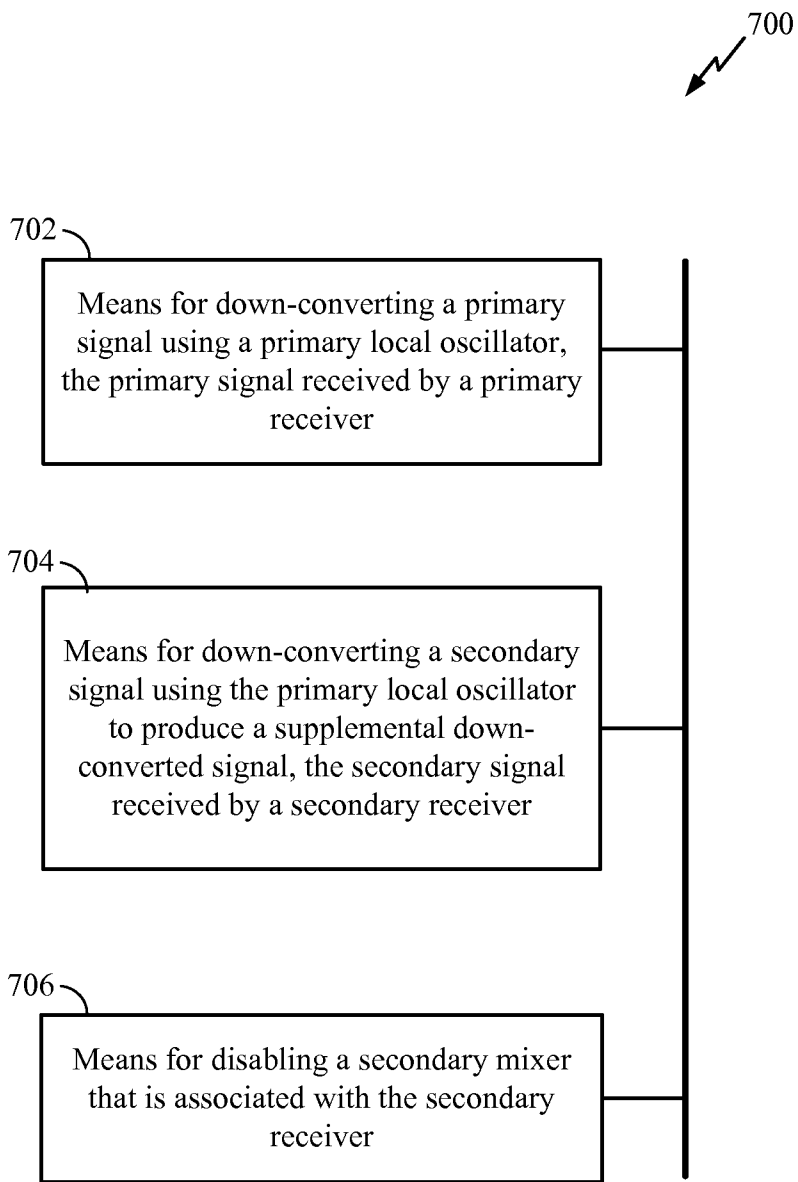 700
702
Means for down-converting a primary
signal using a primary local oscillator,
the primary signal received by a primary
receiver
704
Means for down-converting a secondary
signal using the primary local oscillator
to produce a supplemental down-
converted signal, the secondary signal
received by a secondary receiver
706
Means for disabling a secondary mixer
that is associated with the secondary
receiver